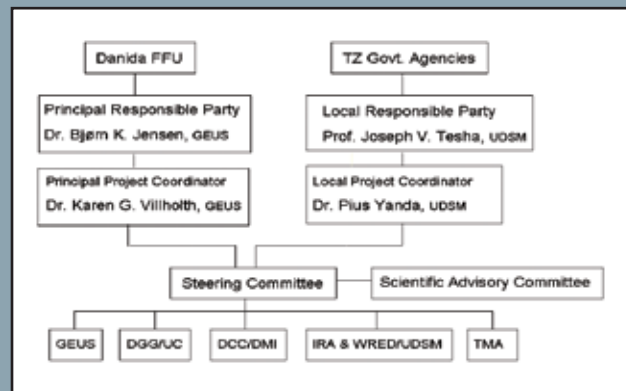 Danida FFU
TZ Govt. Agencies
Principal Responsible Party
Dr. Bjørn K. Jensen, GEUS
Local Responsible Party
Prof. Joseph V. Tesha, UDSM
Principal Project Coordinator
Dr. Karen G. Villholth, GEUS
Local Project Coordinator
Dr. Pius Yanda, UDSM
Steering Committee
Scientific Advisory Committee
GEUS
DGG/UC
DCC/DMI
IRA & WRED/UDSM
TMA